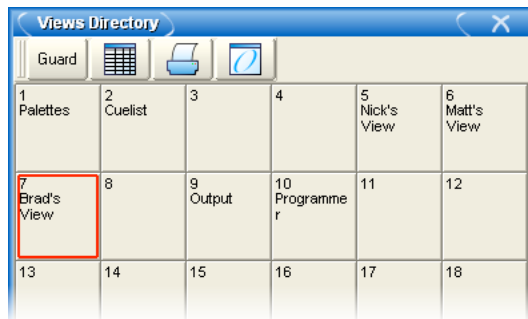 Views Directory
Guard
1
Palettes
2
Cuelist
3
4
5
Nick's
View
6
Matt's
View
7
Brad's
View
8
9
Output
10
Programme
r
11
12
13
14
15
16
17
18